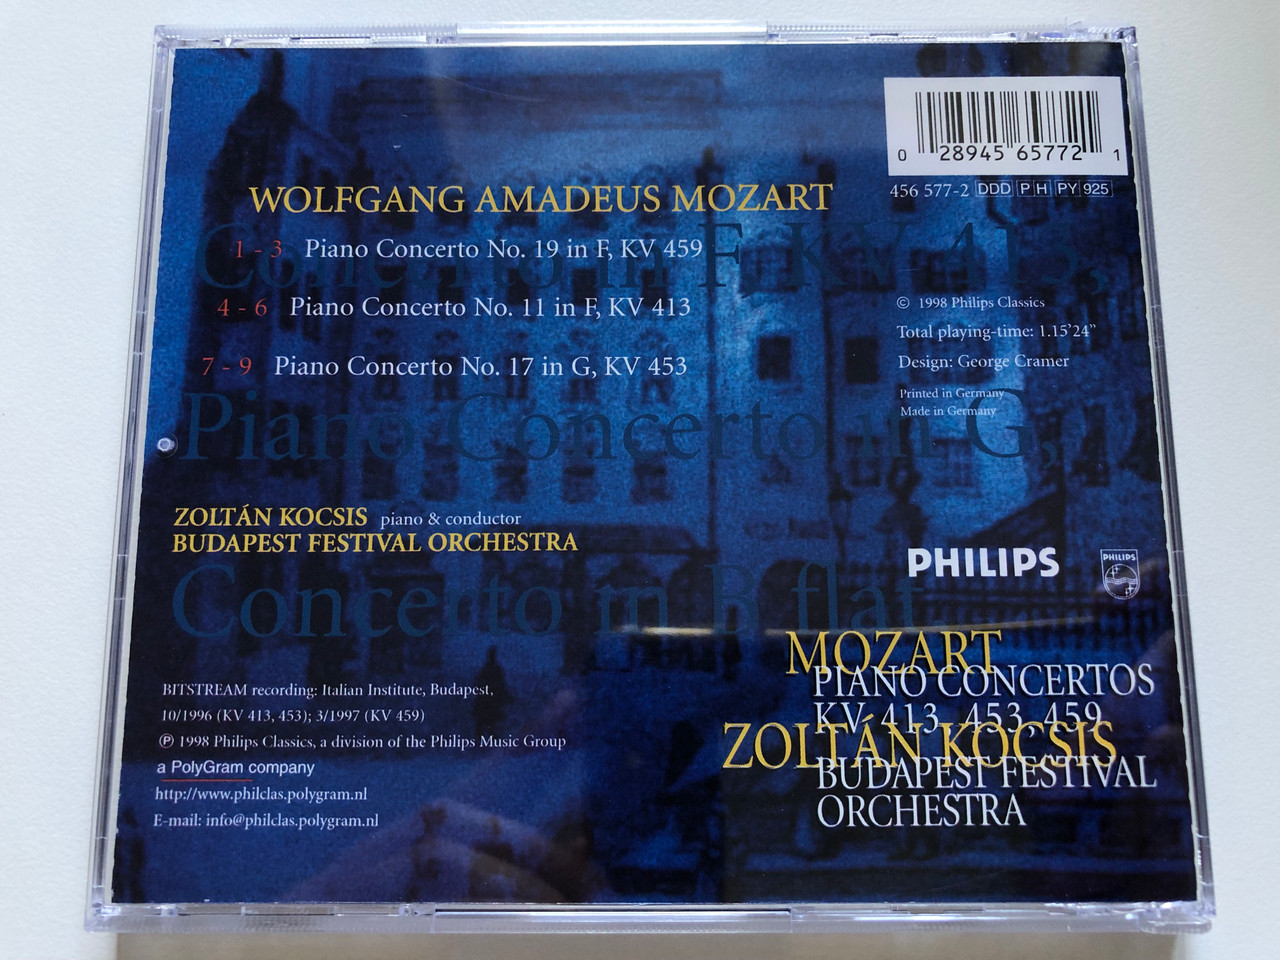 0 28945 65772 1
456 577-2 DDD PH PY 925
WOLFGANG AMADEUS MOZART
Concerto in F, KV 413,
1 - 3 Piano Concerto No. 19 in F, KV 459
4 - 6 Piano Concerto No. 11 in F, KV 413
7 - 9 Piano Concerto No. 17 in G, KV 453
© 1998 Philips Classics
Total playing-time: 1.15'24"
Design: George Cramer
Printed in Germany
Made in Germany
Piano Concerto in G,
ZOLTÁN KOCSIS piano & conductor
BUDAPEST FESTIVAL ORCHESTRA
PHILIPS
PHILIPS
Concerto in B flat,
MOZART
PIANO CONCERTOS
KV 413, 453, 459
ZOLTÁN KOCSIS
BUDAPEST FESTIVAL
ORCHESTRA
BITSTREAM recording: Italian Institute, Budapest,
10/1996 (KV 413, 453); 3/1997 (KV 459)
℗ 1998 Philips Classics, a division of the Philips Music Group
a PolyGram company
http://www.philclas.polygram.nl
E-mail: info@philclas.polygram.nl